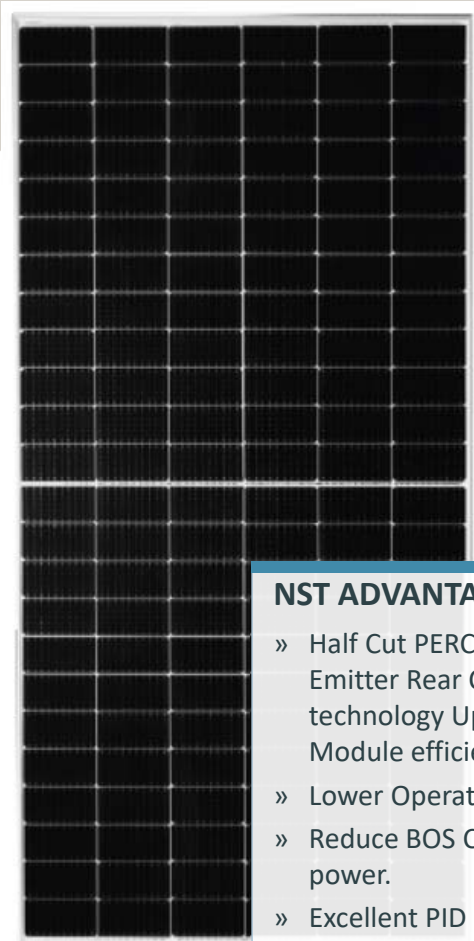 NST ADVANTA
» Half Cut PERC
Emitter Rear C
technology Up
Module efficie
» Lower Operat
» Reduce BOS C
power.
» Excellent PID